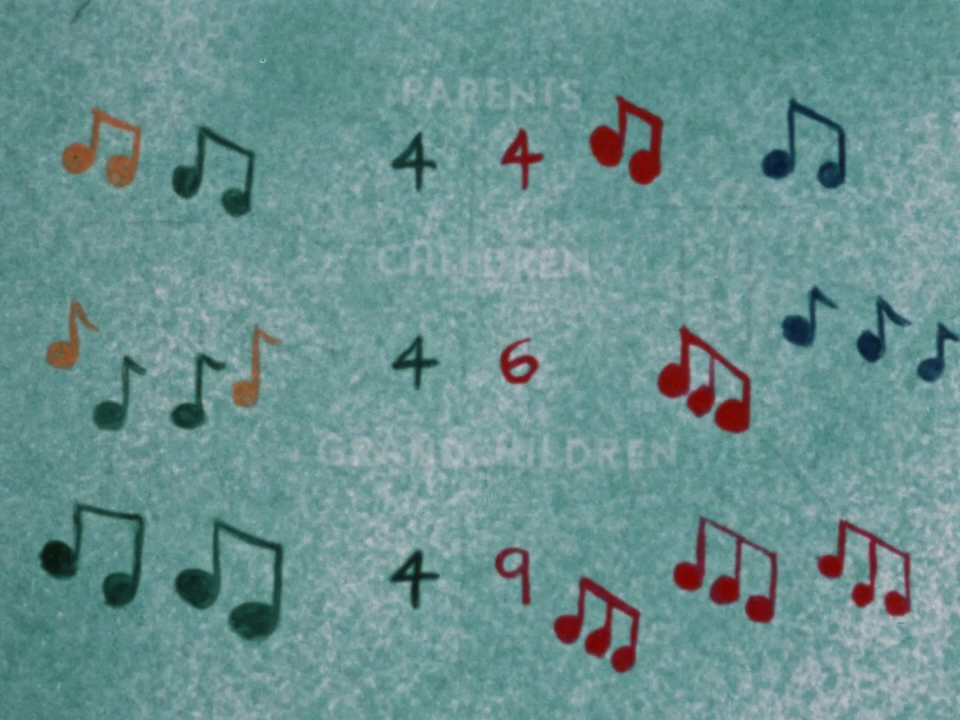 PARENTS
4 4
CHILDREN
4 6
GRANDCHILDREN
4 9